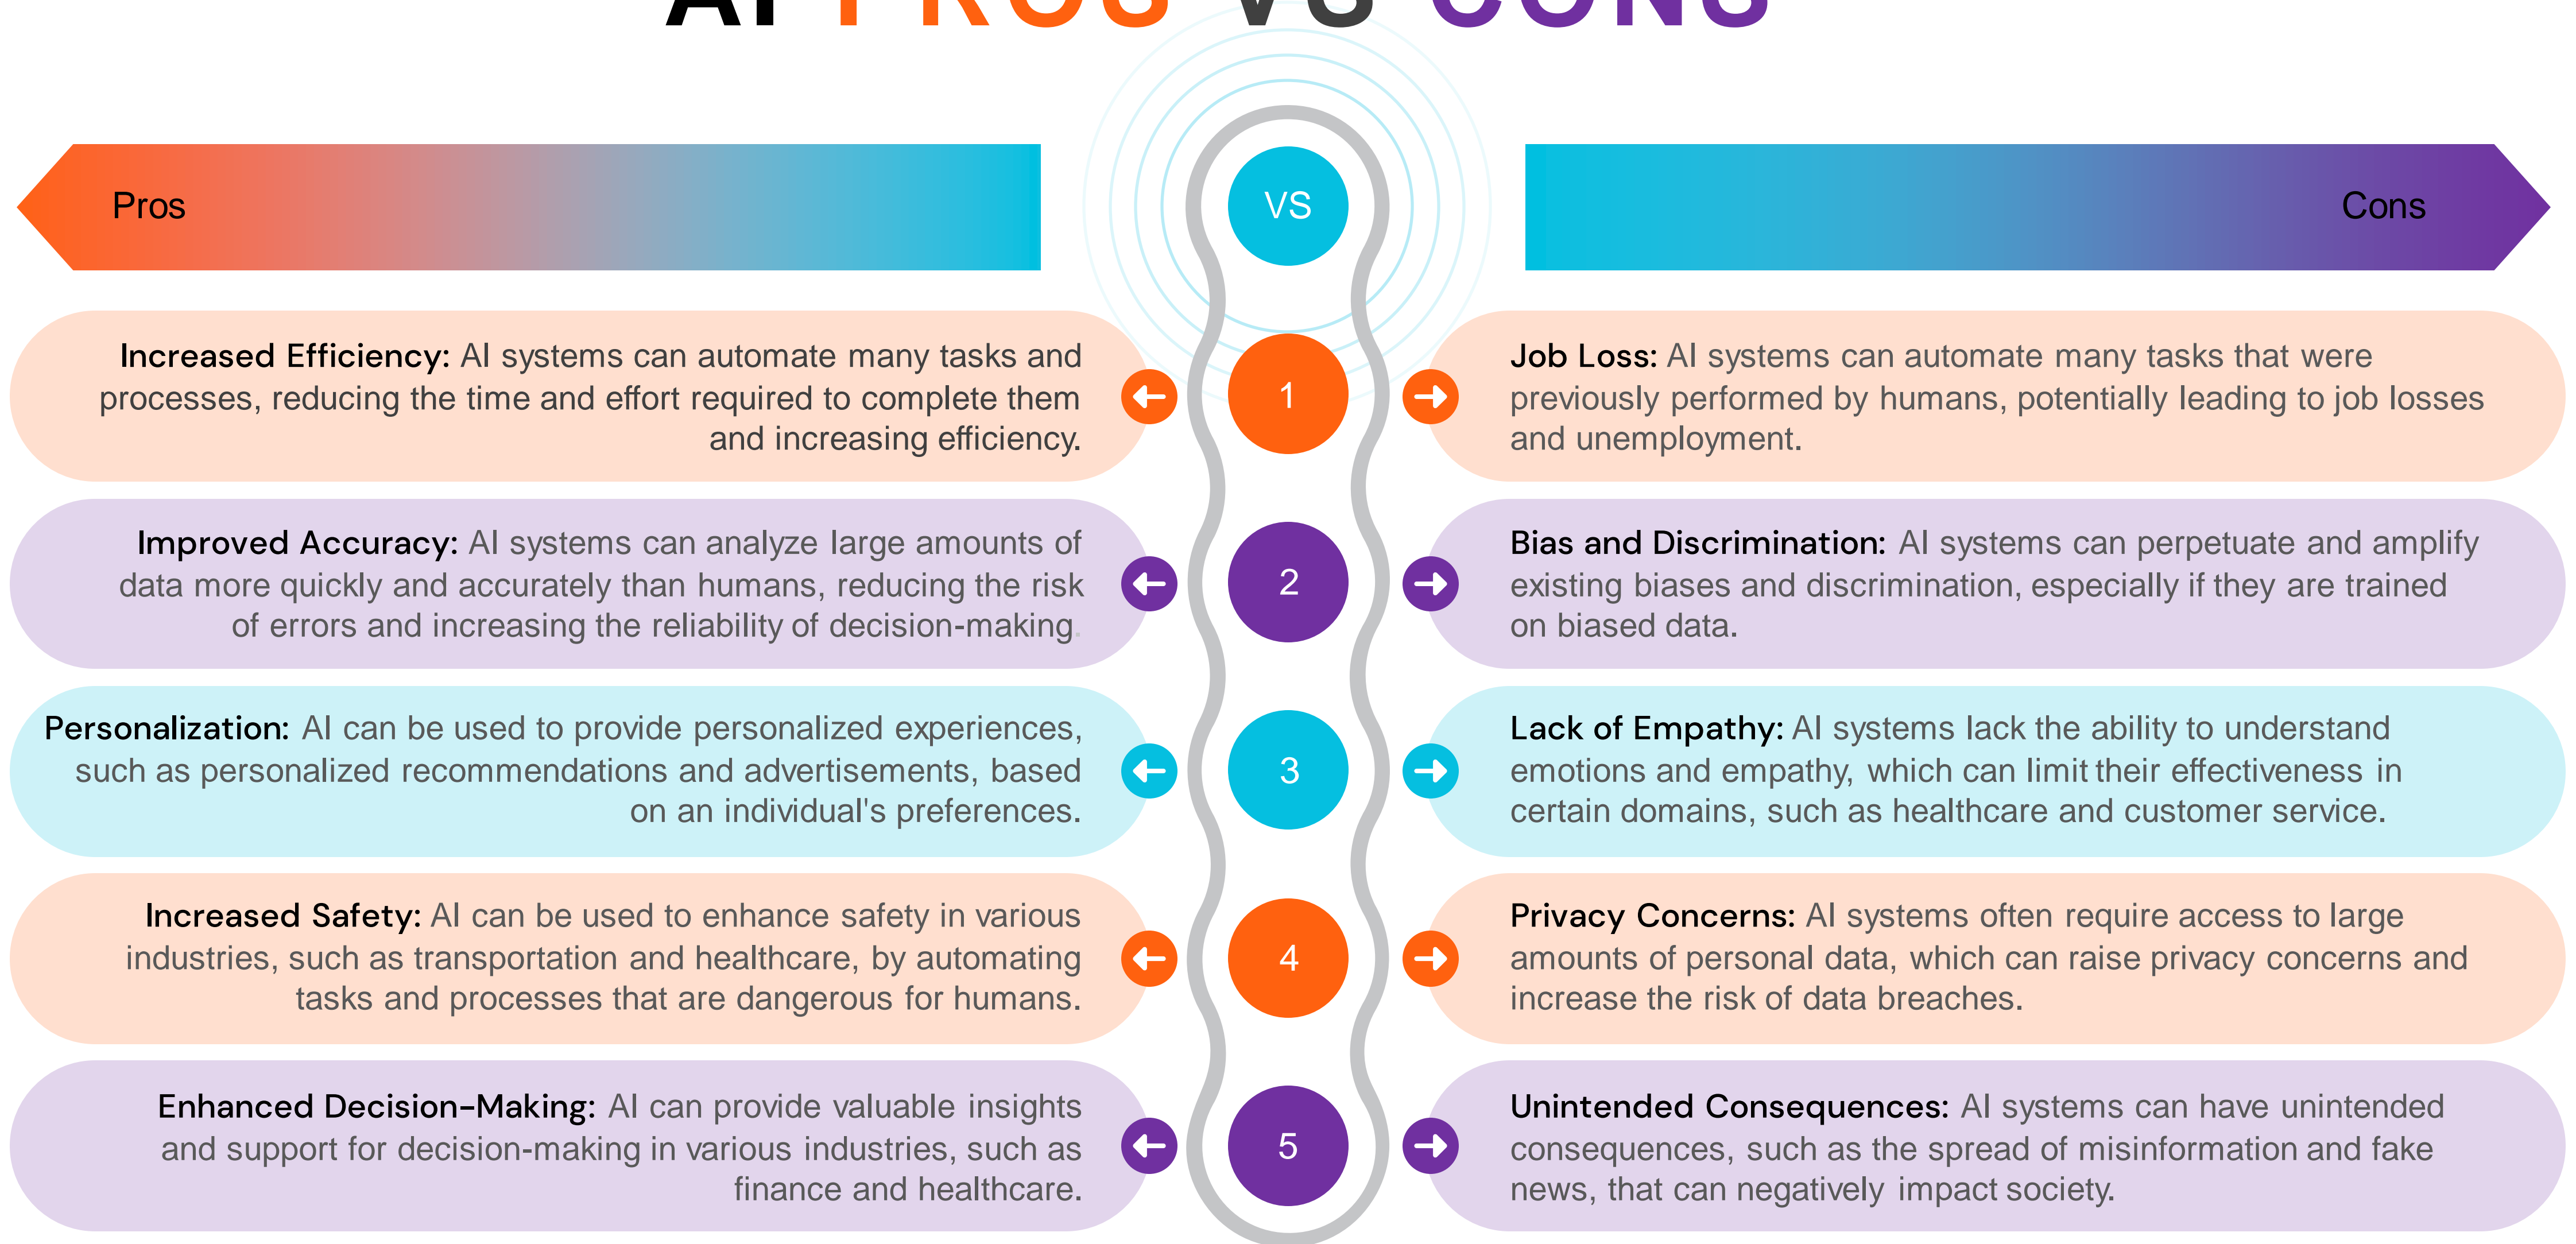 AI PROS VS CONS
Pros
VS
Cons
Increased Efficiency: AI systems can automate many tasks and
processes, reducing the time and effort required to complete them
and increasing efficiency.
1
Job Loss: AI systems can automate many tasks that were
previously performed by humans, potentially leading to job losses
and unemployment.
Improved Accuracy: AI systems can analyze large amounts of
data more quickly and accurately than humans, reducing the risk
of errors and increasing the reliability of decision-making.
2
Bias and Discrimination: AI systems can perpetuate and amplify
existing biases and discrimination, especially if they are trained
on biased data.
Personalization: AI can be used to provide personalized experiences,
such as personalized recommendations and advertisements, based
on an individual's preferences.
3
Lack of Empathy: AI systems lack the ability to understand
emotions and empathy, which can limit their effectiveness in
certain domains, such as healthcare and customer service.
Increased Safety: AI can be used to enhance safety in various
industries, such as transportation and healthcare, by automating
tasks and processes that are dangerous for humans.
4
Privacy Concerns: AI systems often require access to large
amounts of personal data, which can raise privacy concerns and
increase the risk of data breaches.
Enhanced Decision-Making: AI can provide valuable insights
and support for decision-making in various industries, such as
finance and healthcare.
5
Unintended Consequences: AI systems can have unintended
consequences, such as the spread of misinformation and fake
news, that can negatively impact society.